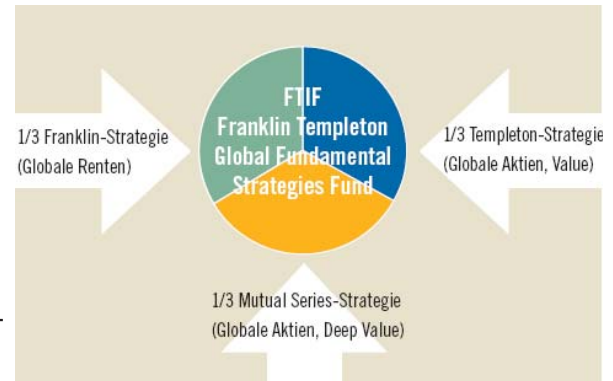 FTIF
Franklin Templeton
Global Fundamental
Strategies Fund
1/3 Franklin-Strategie
(Globale Renten)
1/3 Templeton-Strategie
(Globale Aktien, Value)
1/3 Mutual Series-Strategie
(Globale Aktien, Deep Value)